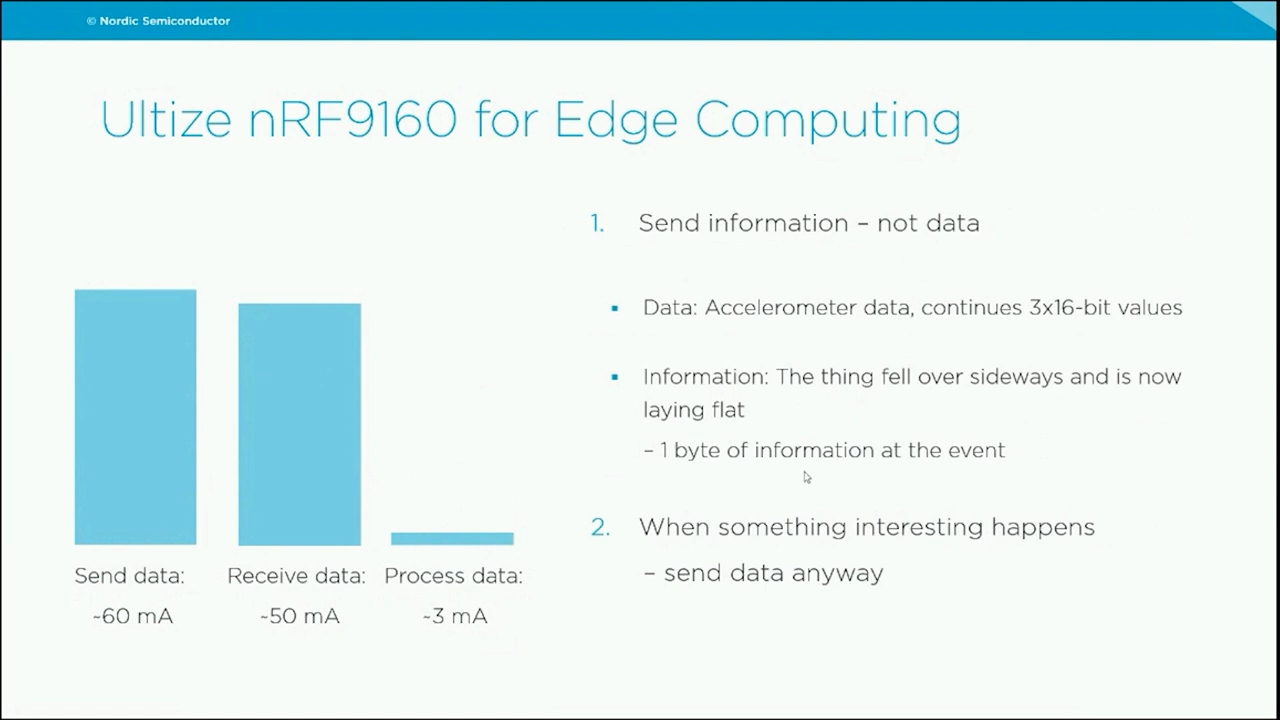 © Nordic Semiconductor
Ultize nRF9160 for Edge Computing
1. Send information – not data
▪ Data: Accelerometer data, continues 3x16-bit values
▪ Information: The thing fell over sideways and is now
laying flat
– 1 byte of information at the event
2. When something interesting happens
– send data anyway
Send data: Receive data: Process data:
~60 mA ~50 mA ~3 mA